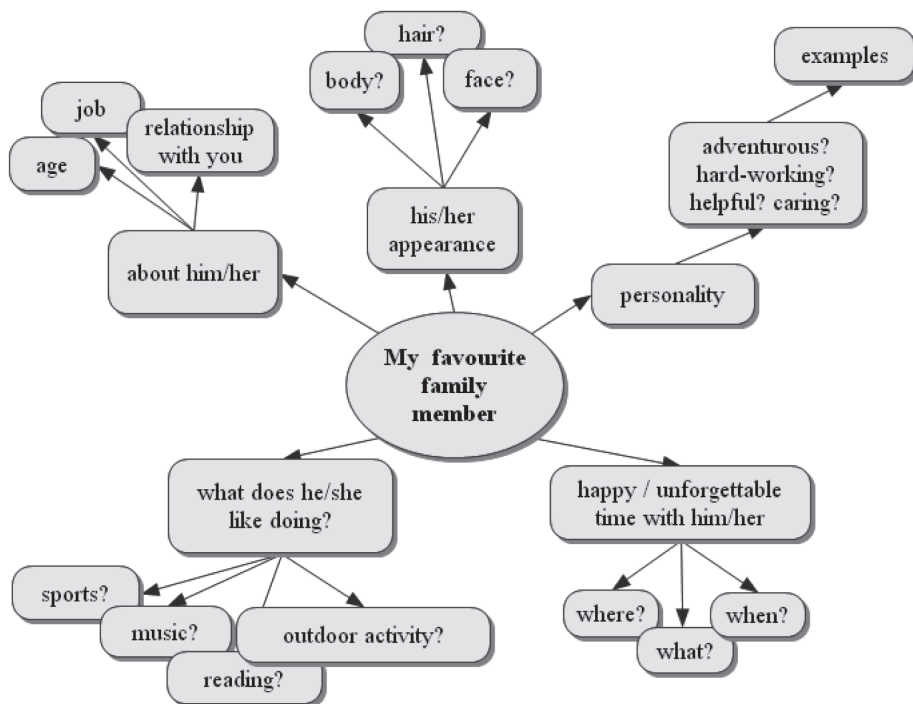 hair?
body?
face?
examples
job
relationship
with you
age
adventurous?
hard-working?
helpful? caring?
his/her
appearance
about him/her
personality
My favourite
family
member
what does he/she
like doing?
happy / unforgettable
time with him/her
sports?
music?
outdoor activity?
reading?
where?
when?
what?